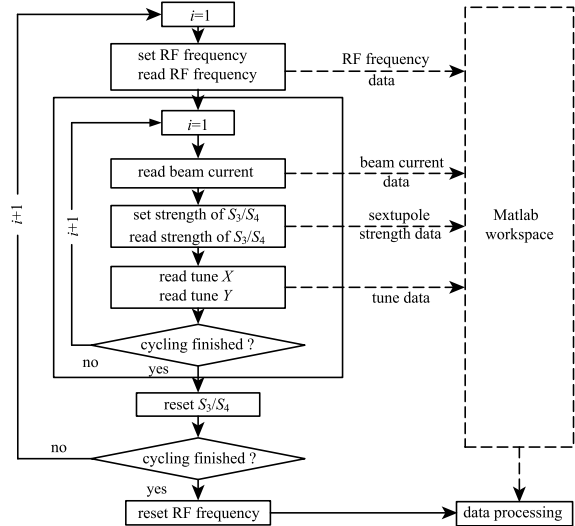 i=1
set RF frequency
read RF frequency
RF frequency
data
i=1
read beam current
beam current
data
set strength of S3/S4
read strength of S3/S4
sextupole
strength data
read tune X
read tune Y
tune data
Matlab
workspace
i+1
i+1
cycling finished ?
no
yes
reset S3/S4
cycling finished ?
no
yes
reset RF frequency
data processing